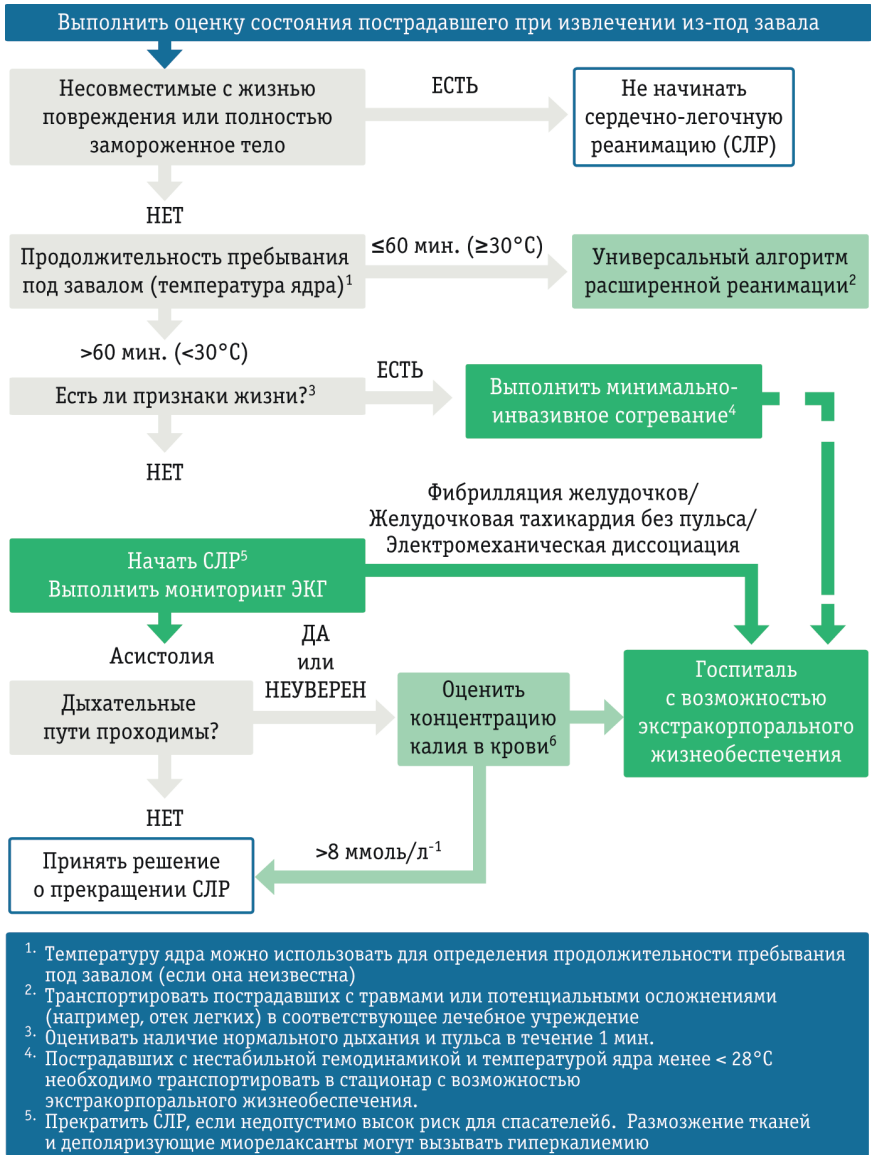 Выполнить оценку состояния пострадавшего при извлечении из-под завала
Несовместимые с жизнью
повреждения или полностью
замороженное тело
ЕСТЬ
Не начинать
сердечно-легочную
реанимацию (СЛР)
НЕТ
Продолжительность пребывания
под завалом (температура ядра)¹
≤60 мин. (≥30°C)
Универсальный алгоритм
расширенной реанимации²
>60 мин. (<30°C)
Есть ли признаки жизни?³
ЕСТЬ
Выполнить минимально-
инвазивное согревание⁴
НЕТ
Фибрилляция желудочков/
Желудочковая тахикардия без пульса/
Электромеханическая диссоциация
Начать СЛР⁵
Выполнить мониторинг ЭКГ
Асистолия
ДА
или
НЕУВЕРЕН
Дыхательные
пути проходимы?
Оценить
концентрацию
калия в крови⁶
Госпиталь
с возможностью
экстракорпорального
жизнеобеспечения
НЕТ
Принять решение
о прекращении СЛР
>8 ммоль/л⁻¹
1. Температуру ядра можно использовать для определения продолжительности пребывания
под завалом (если она неизвестна)
2. Транспортировать пострадавших с травмами или потенциальными осложнениями
(например, отек легких) в соответствующее лечебное учреждение
3. Оценивать наличие нормального дыхания и пульса в течение 1 мин.
4. Пострадавших с нестабильной гемодинамикой и температурой ядра менее < 28°C
необходимо транспортировать в стационар с возможностью
экстракорпорального жизнеобеспечения.
5. Прекратить СЛР, если недопустимо высок риск для спасателей6. Размозжение тканей
и деполяризующие миорелаксанты могут вызывать гиперкалиемию